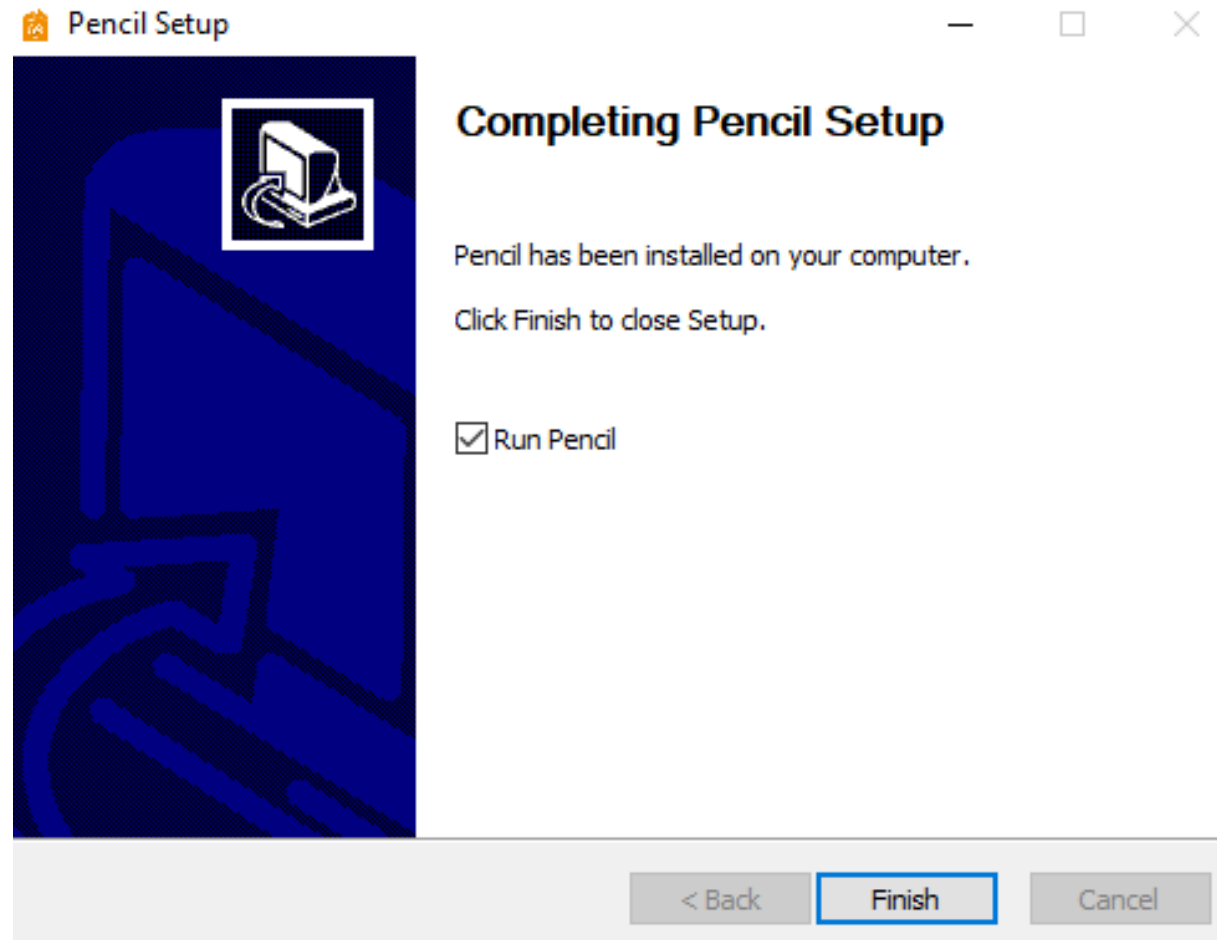 Pencil Setup
Completing Pencil Setup
Pencil has been installed on your computer.
Click Finish to close Setup.
Run Pencil
< Back
Finish
Cancel